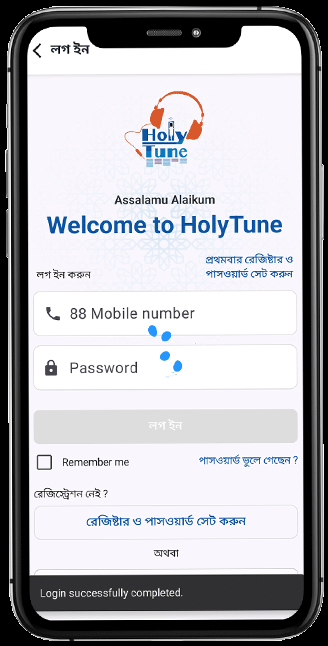 লগ ইন
Holy
Tune
Assalamu Alaikum
Welcome to HolyTune
প্রথমবার রেজিষ্টার ও
লগ ইন করুন
পাসওয়ার্ড সেট করুন
88 Mobile number
Password
লগ ইন
Remember me
পাসওয়ার্ড ভুলে গেছেন ?
রেজিস্ট্রেশন নেই ?
রেজিষ্টার ও পাসওয়ার্ড সেট করুন
অথবা
Login successfully completed.